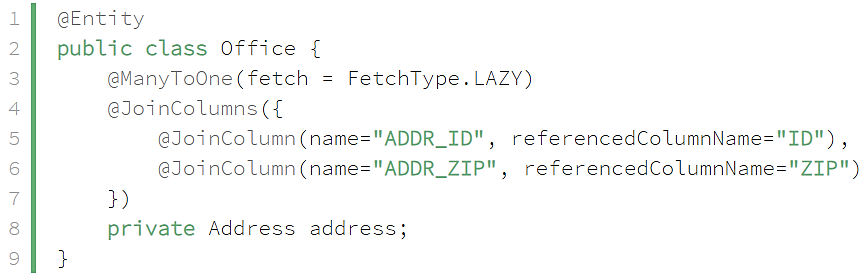 1 @Entity
2 public class Office {
3     @ManyToOne(fetch = FetchType.LAZY)
4     @JoinColumns({
5         @JoinColumn(name="ADDR_ID", referencedColumnName="ID"),
6         @JoinColumn(name="ADDR_ZIP", referencedColumnName="ZIP")
7     })
8     private Address address;
9 }